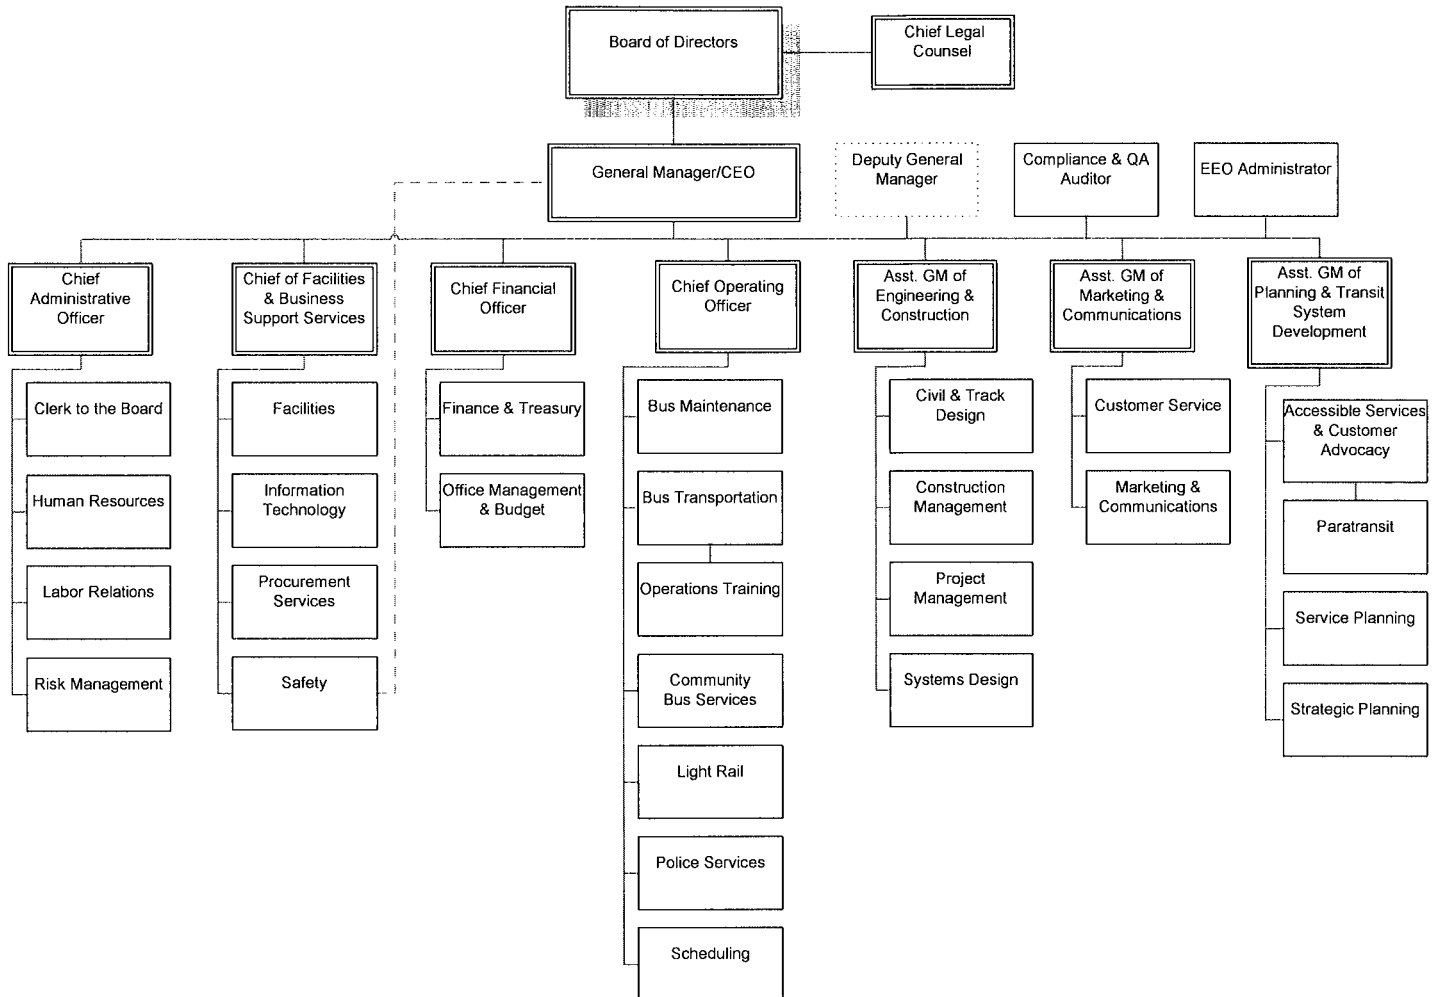 Board of Directors
Chief Legal
Counsel
General Manager/CEO
Deputy General
Manager
Compliance & QA
Auditor
EEO Administrator
Chief
Administrative
Officer
Chief of Facilities
& Business
Support Services
Chief Financial
Officer
Chief Operating
Officer
Asst. GM of
Engineering &
Construction
Asst. GM of
Marketing &
Communications
Asst. GM of
Planning & Transit
System
Development
Clerk to the Board
Human Resources
Labor Relations
Risk Management
Facilities
Information
Technology
Procurement
Services
Safety
Finance & Treasury
Office Management
& Budget
Bus Maintenance
Bus Transportation
Operations Training
Community
Bus Services
Light Rail
Police Services
Scheduling
Civil & Track
Design
Construction
Management
Project
Management
Systems Design
Customer Service
Marketing &
Communications
Accessible Services
& Customer
Advocacy
Paratransit
Service Planning
Strategic Planning